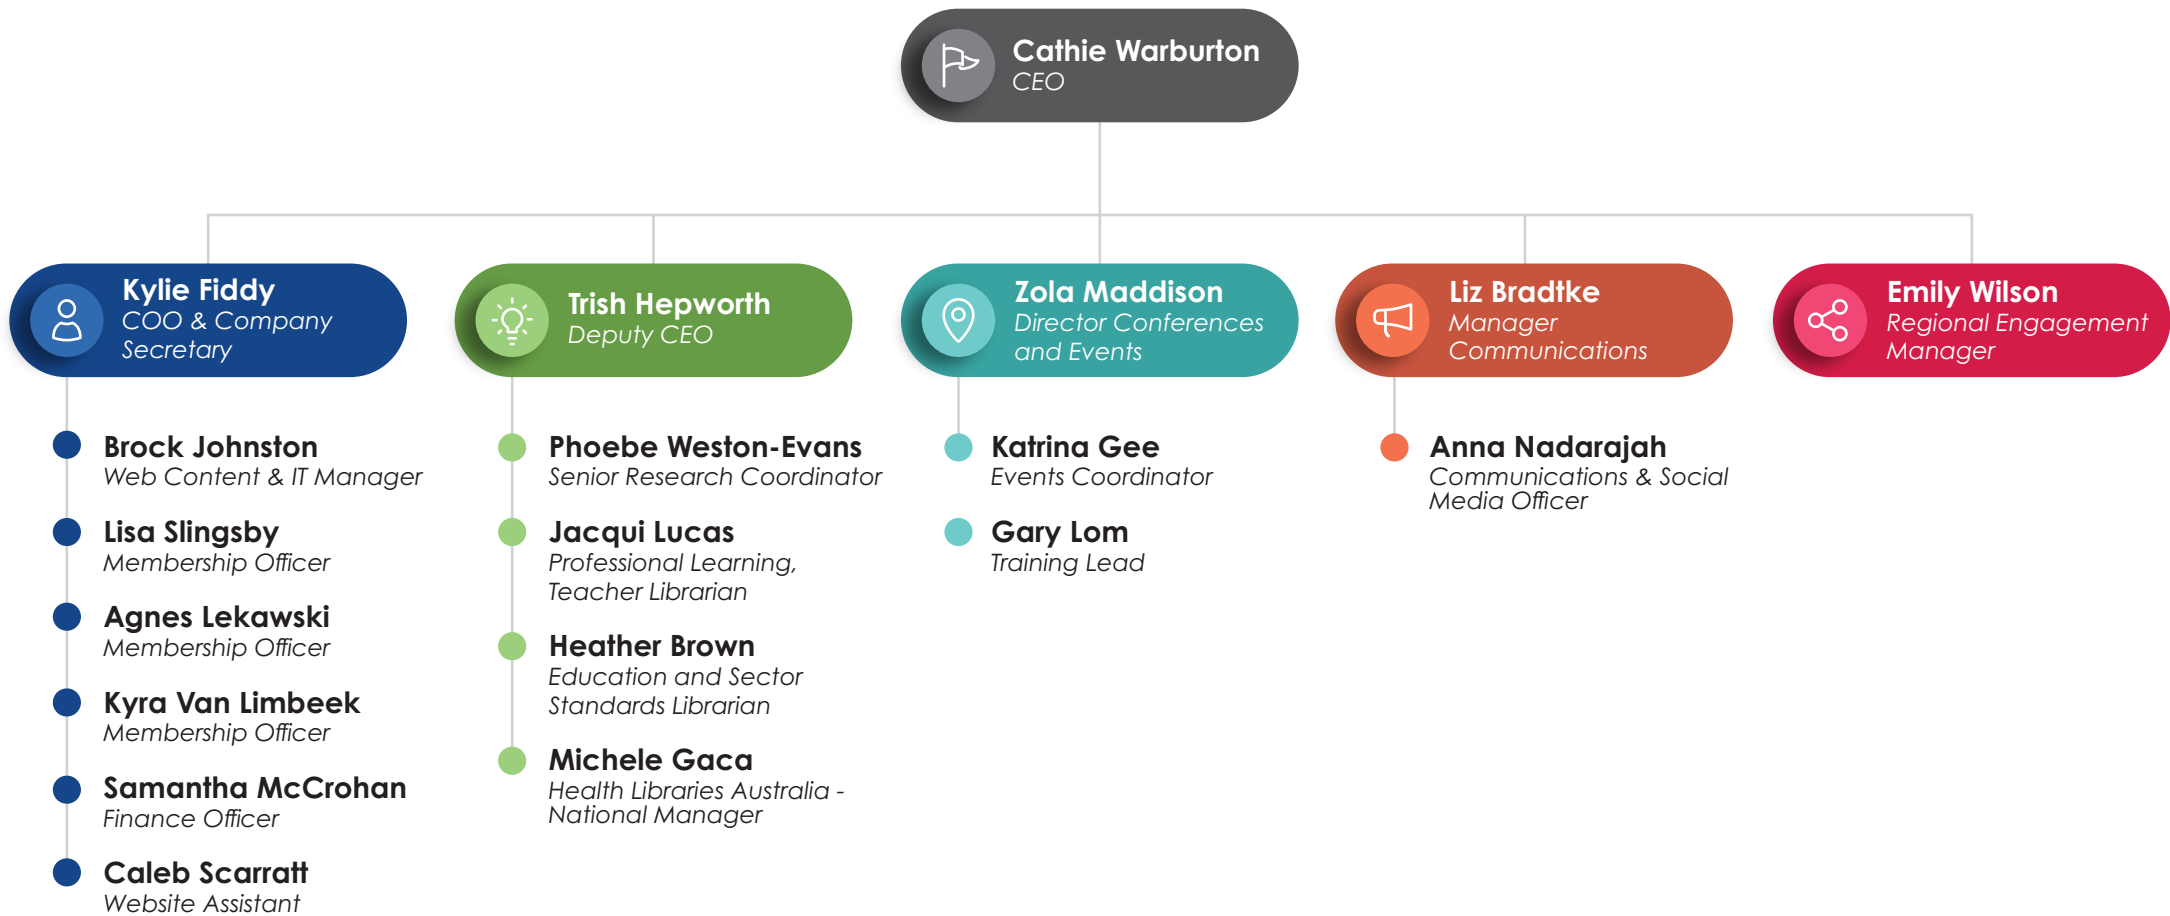 Cathie Warburton
CEO
Kylie Fiddy
COO & Company
Secretary
Brock Johnston
Web Content & IT Manager
Lisa Slingsby
Membership Officer
Agnes Lekawski
Membership Officer
Kyra Van Limbeek
Membership Officer
Samantha McCrohan
Finance Officer
Caleb Scarratt
Website Assistant
Trish Hepworth
Deputy CEO
Phoebe Weston-Evans
Senior Research Coordinator
Jacqui Lucas
Professional Learning,
Teacher Librarian
Heather Brown
Education and Sector
Standards Librarian
Michele Gaca
Health Libraries Australia -
National Manager
Zola Maddison
Director Conferences
and Events
Katrina Gee
Events Coordinator
Gary Lom
Training Lead
Liz Bradtke
Manager
Communications
Anna Nadarajah
Communications & Social
Media Officer
Emily Wilson
Regional Engagement
Manager